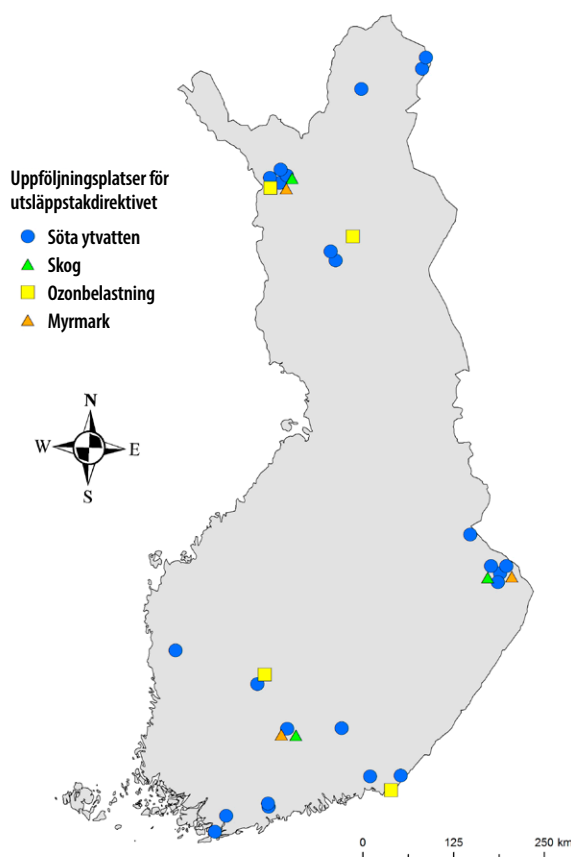 Uppföljningsplatser för
utsläppstakdirektivet
Söta ytvatten
Skog
Ozonbelastning
Myrmark
N
W E
S
0 125 250 km